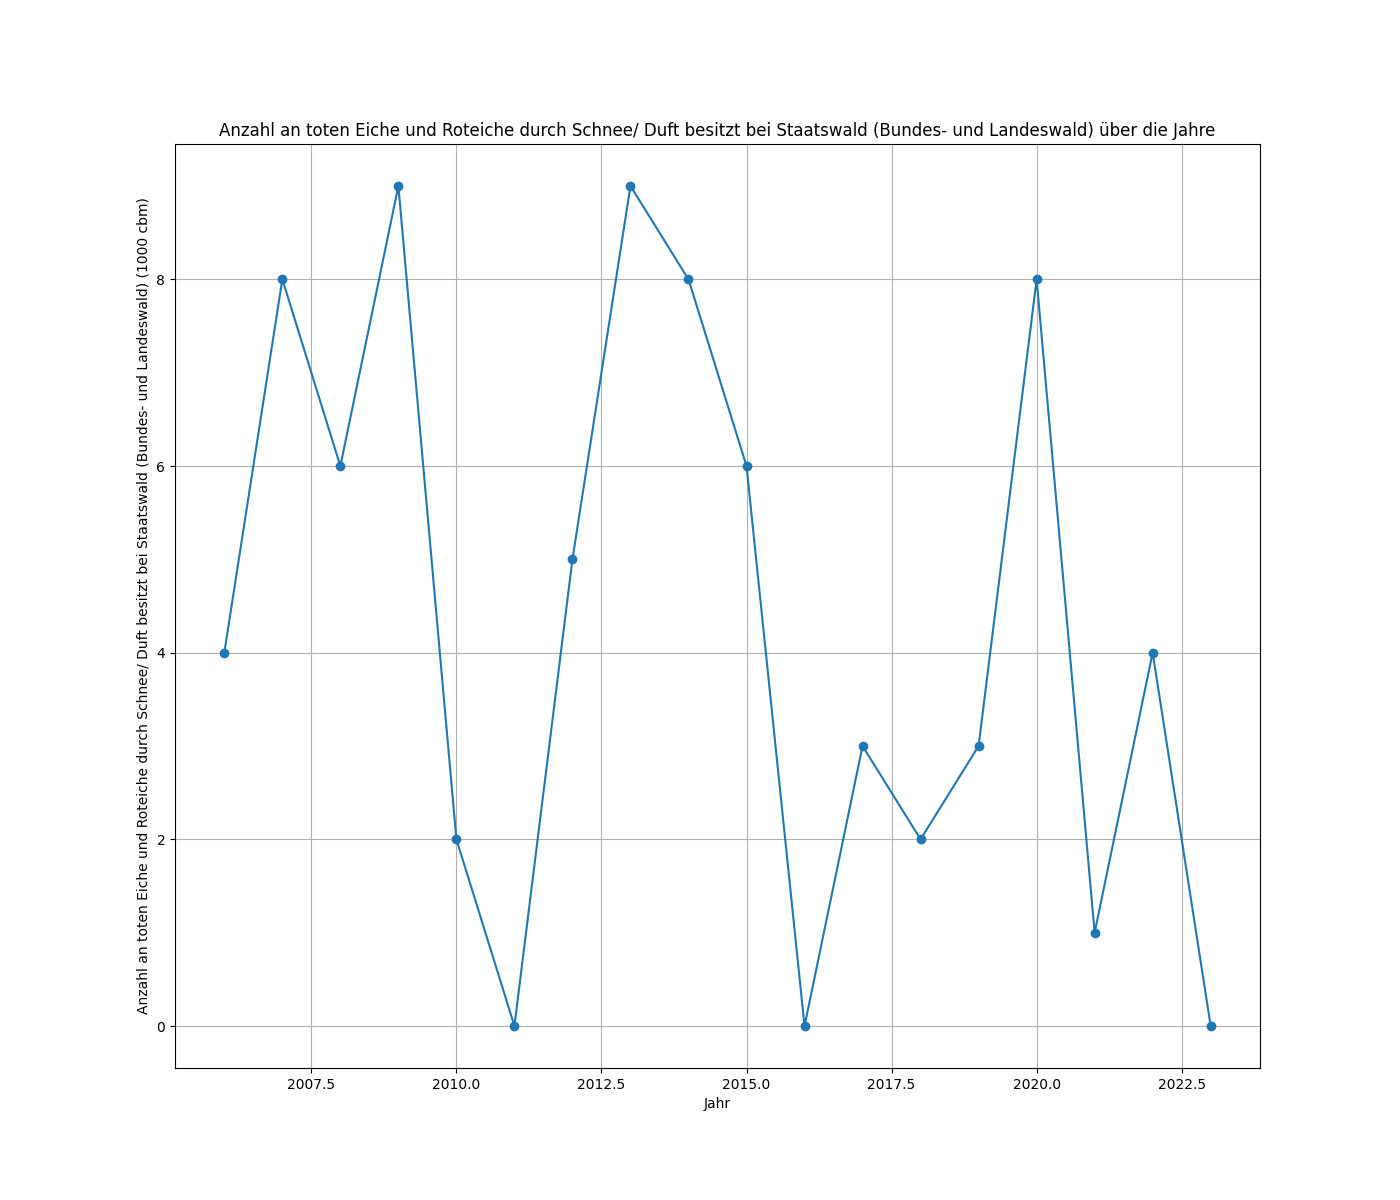 Anzahl an toten Eiche und Roteiche durch Schnee/ Duft besitzt bei Staatswald (Bundes- und Landeswald) über die Jahre
Anzahl an toten Eiche und Roteiche durch Schnee/ Duft besitzt bei Staatswald (Bundes- und Landeswald) (1000 cbm)
8
6
4
2
0
2007.5 2010.0 2012.5 2015.0 2017.5 2020.0 2022.5
Jahr